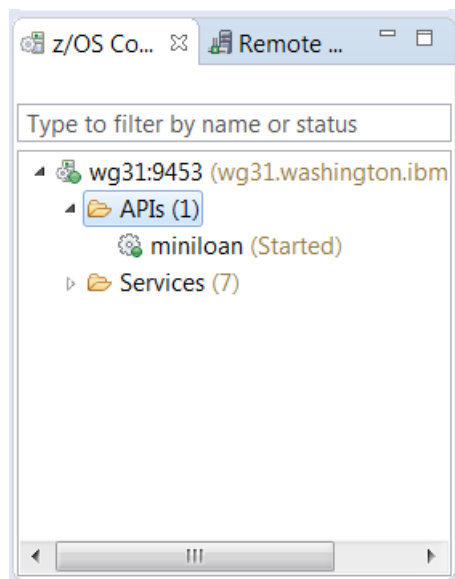 z/OS Co... Remote ...
Type to filter by name or status
wg31:9453 (wg31.washington.ibm
APIs (1)
miniloan (Started)
Services (7)